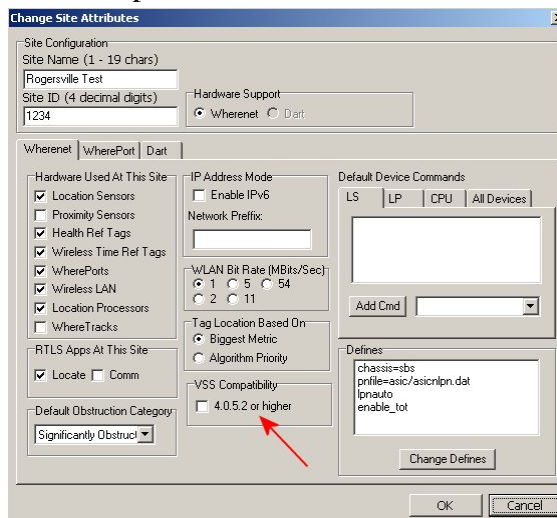 Change Site Attributes
Site Configuration
Site Name (1 - 19 chars)
Rogersville Test
Site ID (4 decimal digits)
1234
Hardware Support
Wherenet Dart
Wherenet WherePort Dart
Hardware Used At This Site
Location Sensors
Proximity Sensors
Health Ref Tags
Wireless Time Ref Tags
WherePorts
Wireless LAN
Location Processors
WhereTracks
RTLS Apps At This Site
Locate Comm
Default Obstruction Category
Significantly Obstruct
IP Address Mode
Enable IPv6
Network Preffix:
WLAN Bit Rate (MBits/Sec)
1 5 54
2 11
Tag Location Based On
Biggest Metric
Algorithm Priority
VSS Compatibility
4.0.5.2 or higher
Default Device Commands
LS LP CPU All Devices
Add Cmd
Defines
chassis=sbs
pnfile=asic/asicnlpn.dat
lpnauto
enable_tot
Change Defines
OK Cancel